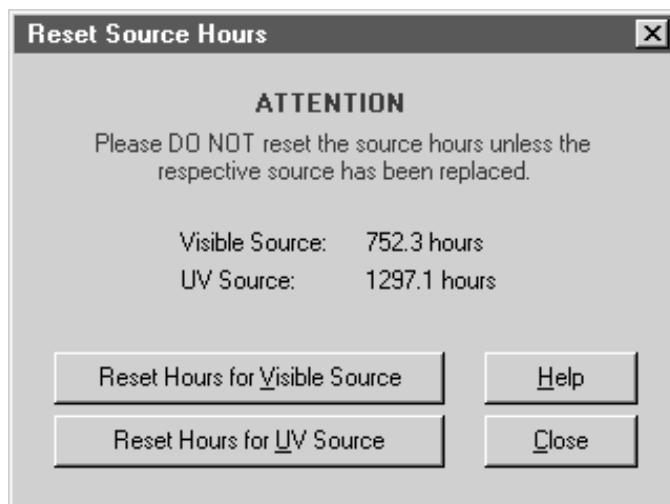 Reset Source Hours
ATTENTION
Please DO NOT reset the source hours unless the
respective source has been replaced.
Visible Source: 752.3 hours
UV Source: 1297.1 hours
Reset Hours for Visible Source
Help
Reset Hours for UV Source
Close